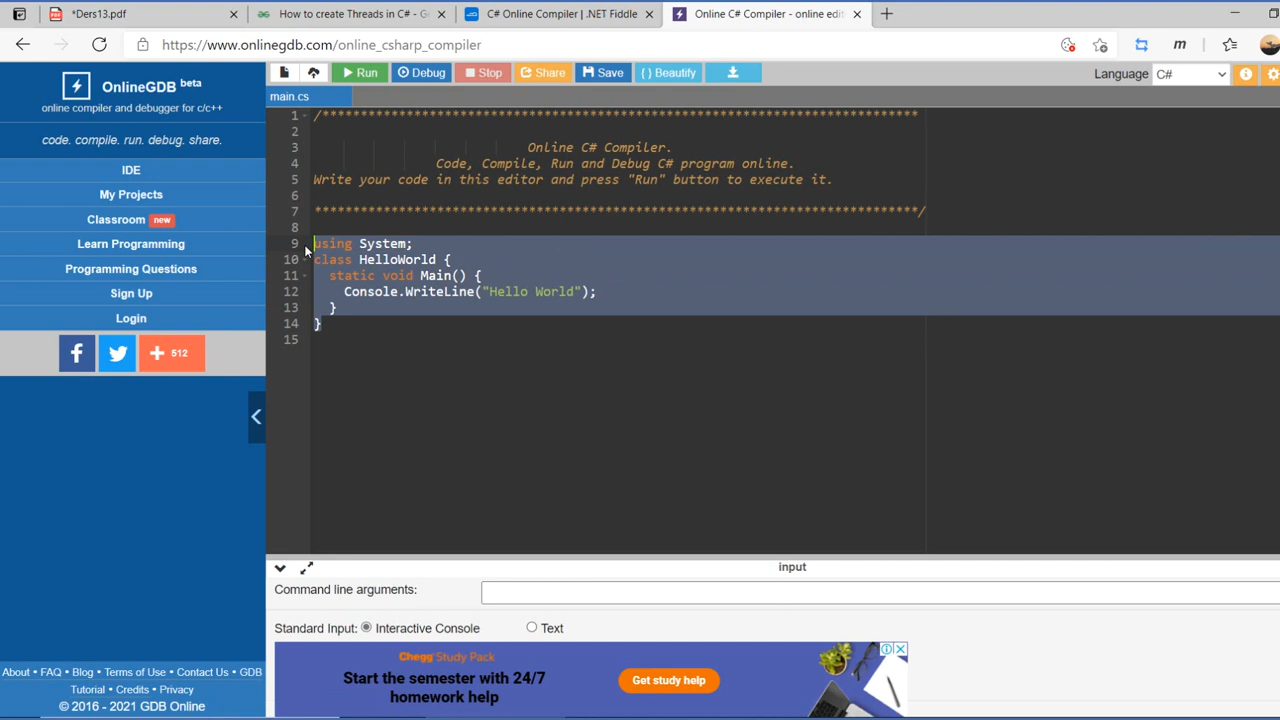 *Ders13.pdf
How to create Threads in C# - G
C# Online Compiler | .NET Fiddle
Online C# Compiler - online edi
https://www.onlinegdb.com/online_csharp_compiler
m
OnlineGDB beta
online compiler and debugger for c/c++
code. compile. run. debug. share.
IDE
My Projects
Classroom new
Learn Programming
Programming Questions
Sign Up
Login
f
+ 512
Run
Debug
Stop
Share
Save
{ } Beautify
Language C#
main.cs
1 /*******************************************************************************
2
3 Online C# Compiler.
4 Code, Compile, Run and Debug C# program online.
5 Write your code in this editor and press "Run" button to execute it.
6
7 *******************************************************************************/
8
9 using System;
10 class HelloWorld {
11 static void Main() {
12 Console.WriteLine("Hello World");
13 }
14 }
15
input
Command line arguments:
Standard Input: Interactive Console Text
Chegg Study Pack
Start the semester with 24/7
homework help
Get study help
About • FAQ • Blog • Terms of Use • Contact Us • GDB
Tutorial • Credits • Privacy
© 2016 - 2021 GDB Online